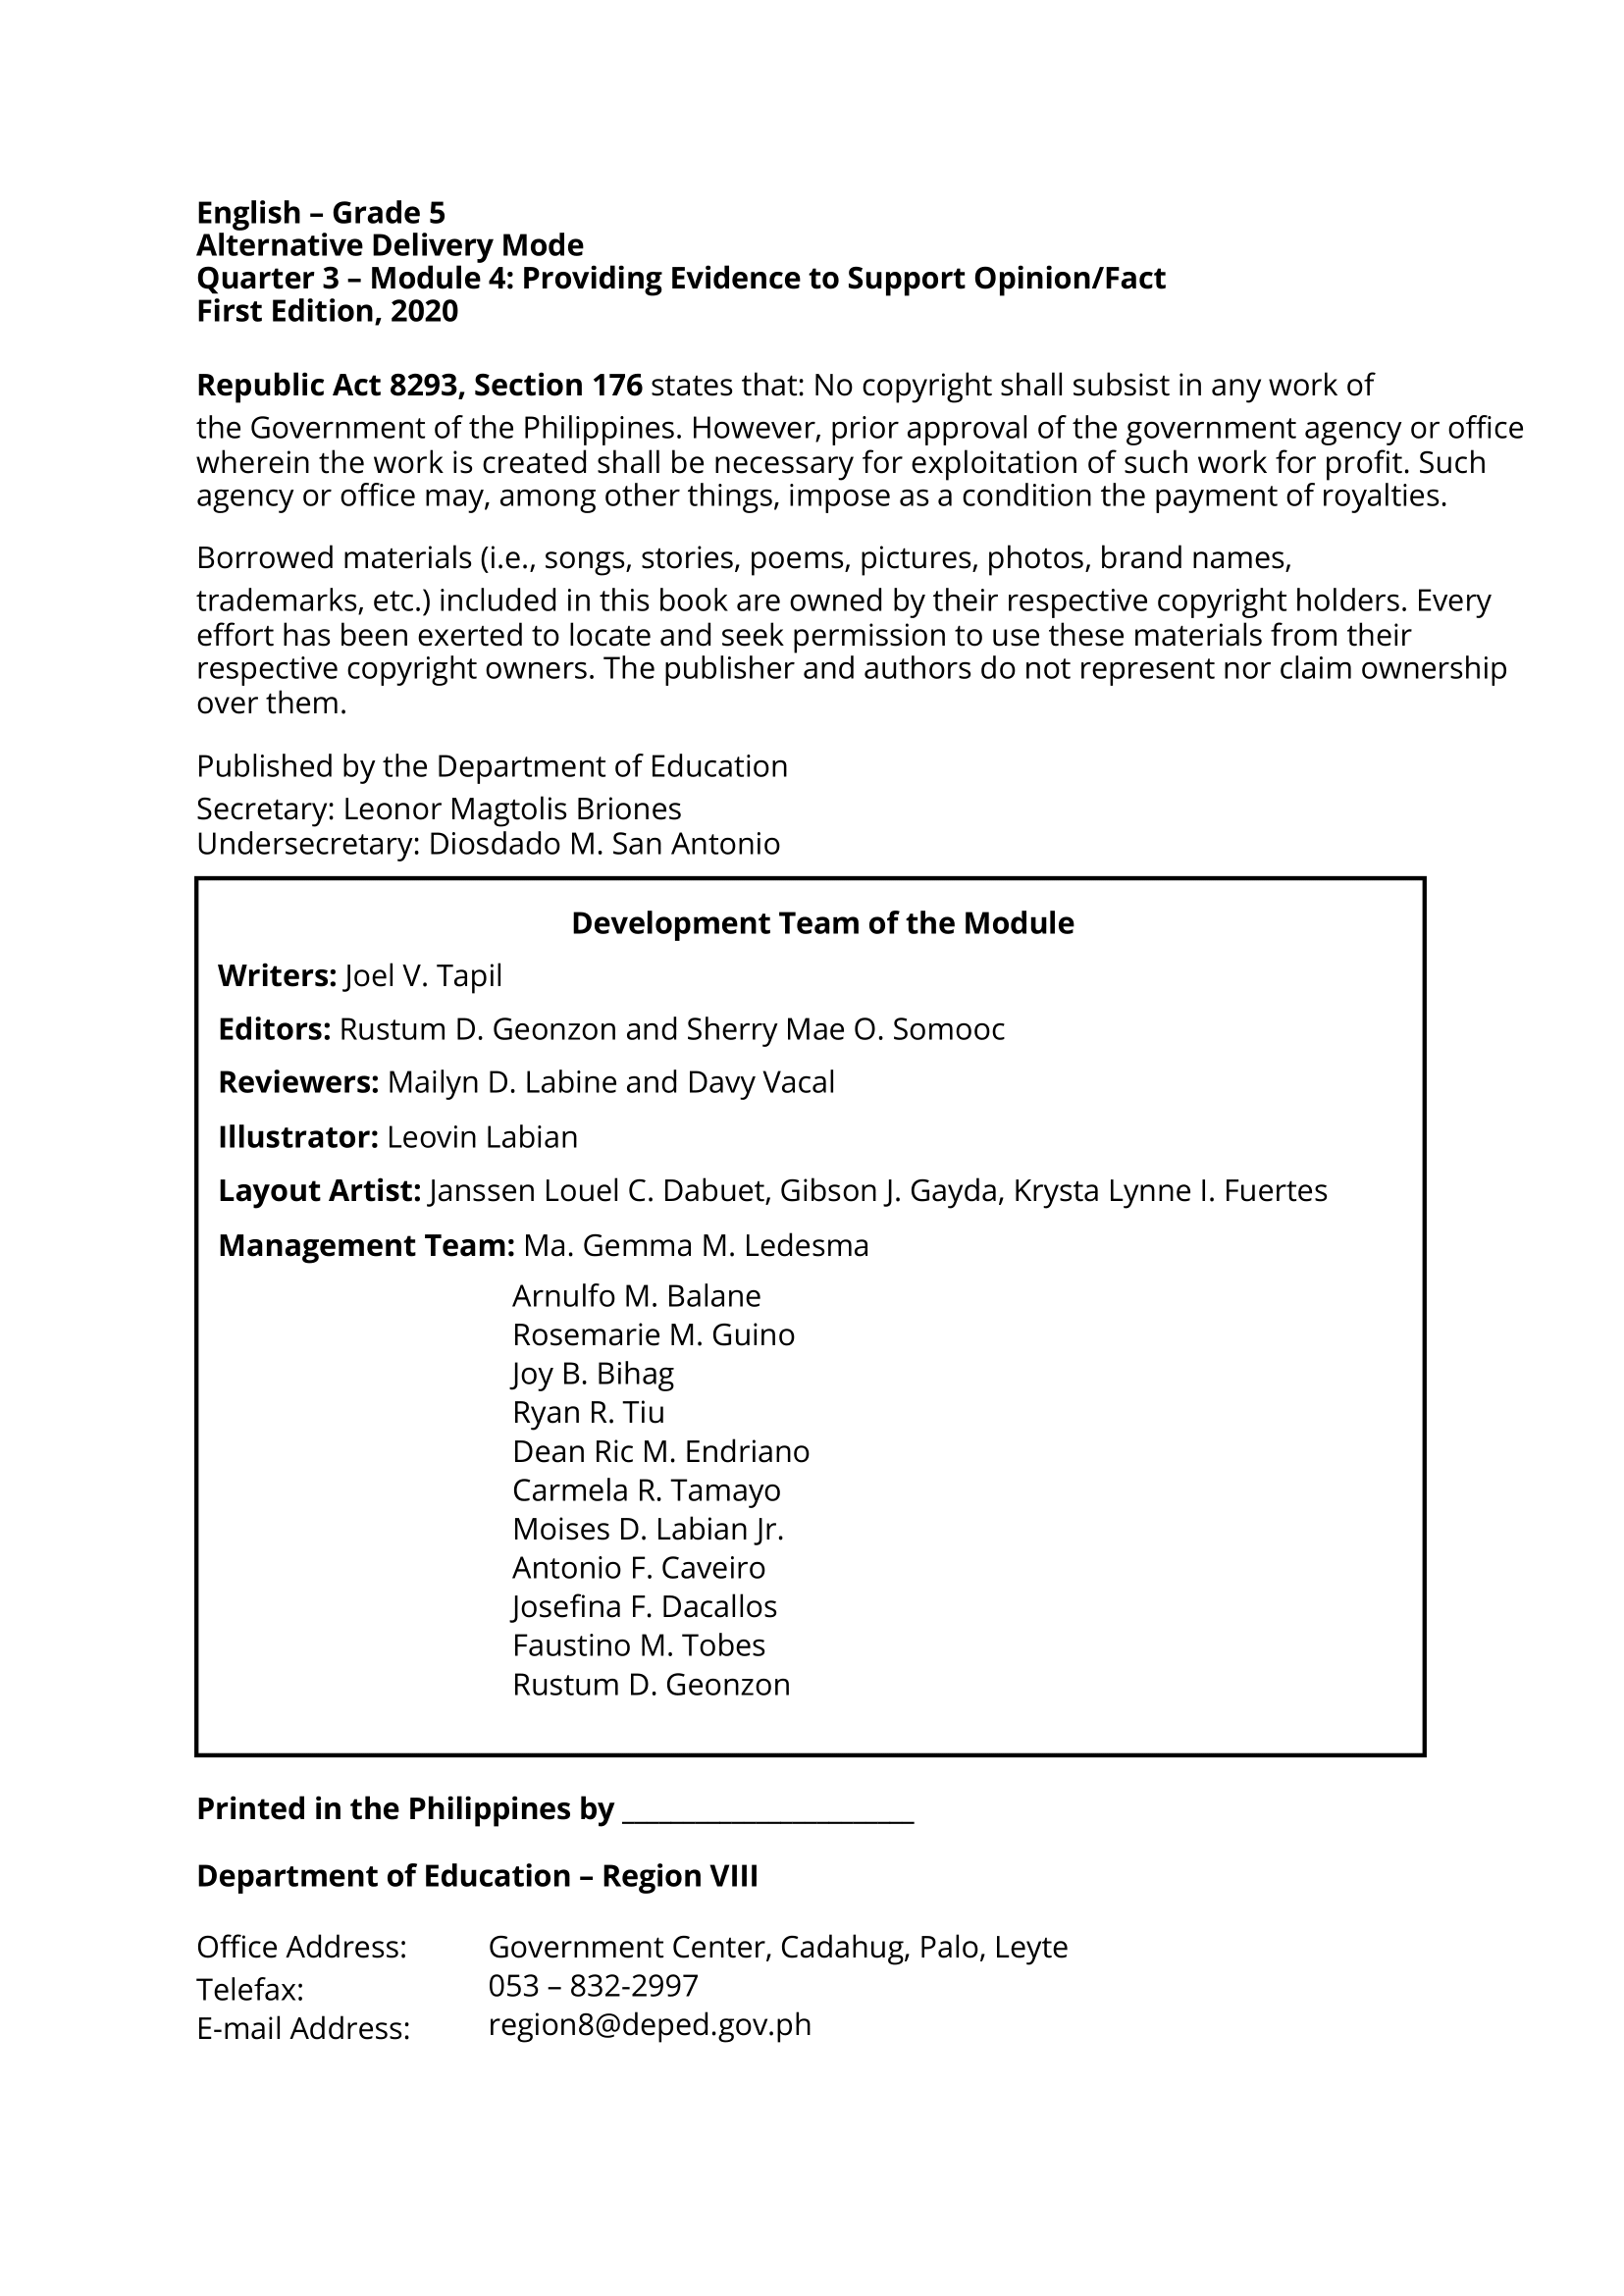 English – Grade 5
Alternative Delivery Mode
Quarter 3 – Module 4: Providing Evidence to Support Opinion/Fact
First Edition, 2020
Republic Act 8293, Section 176 states that: No copyright shall subsist in any work of
the Government of the Philippines. However, prior approval of the government agency or office
wherein the work is created shall be necessary for exploitation of such work for profit. Such
agency or office may, among other things, impose as a condition the payment of royalties.
Borrowed materials (i.e., songs, stories, poems, pictures, photos, brand names,
trademarks, etc.) included in this book are owned by their respective copyright holders. Every
effort has been exerted to locate and seek permission to use these materials from their
respective copyright owners. The publisher and authors do not represent nor claim ownership
over them.
Published by the Department of Education
Secretary: Leonor Magtolis Briones
Undersecretary: Diosdado M. San Antonio
Development Team of the Module
Writers: Joel V. Tapil
Editors: Rustum D. Geonzon and Sherry Mae O. Somooc
Reviewers: Mailyn D. Labine and Davy Vacal
Illustrator: Leovin Labian
Layout Artist: Janssen Louel C. Dabuet, Gibson J. Gayda, Krysta Lynne I. Fuertes
Management Team: Ma. Gemma M. Ledesma
Arnulfo M. Balane
Rosemarie M. Guino
Joy B. Bihag
Ryan R. Tiu
Dean Ric M. Endriano
Carmela R. Tamayo
Moises D. Labian Jr.
Antonio F. Caveiro
Josefina F. Dacallos
Faustino M. Tobes
Rustum D. Geonzon
Printed in the Philippines by ______________________
Department of Education – Region VIII
Office Address: Government Center, Cadahug, Palo, Leyte
Telefax: 053 – 832-2997
E-mail Address: region8@deped.gov.ph